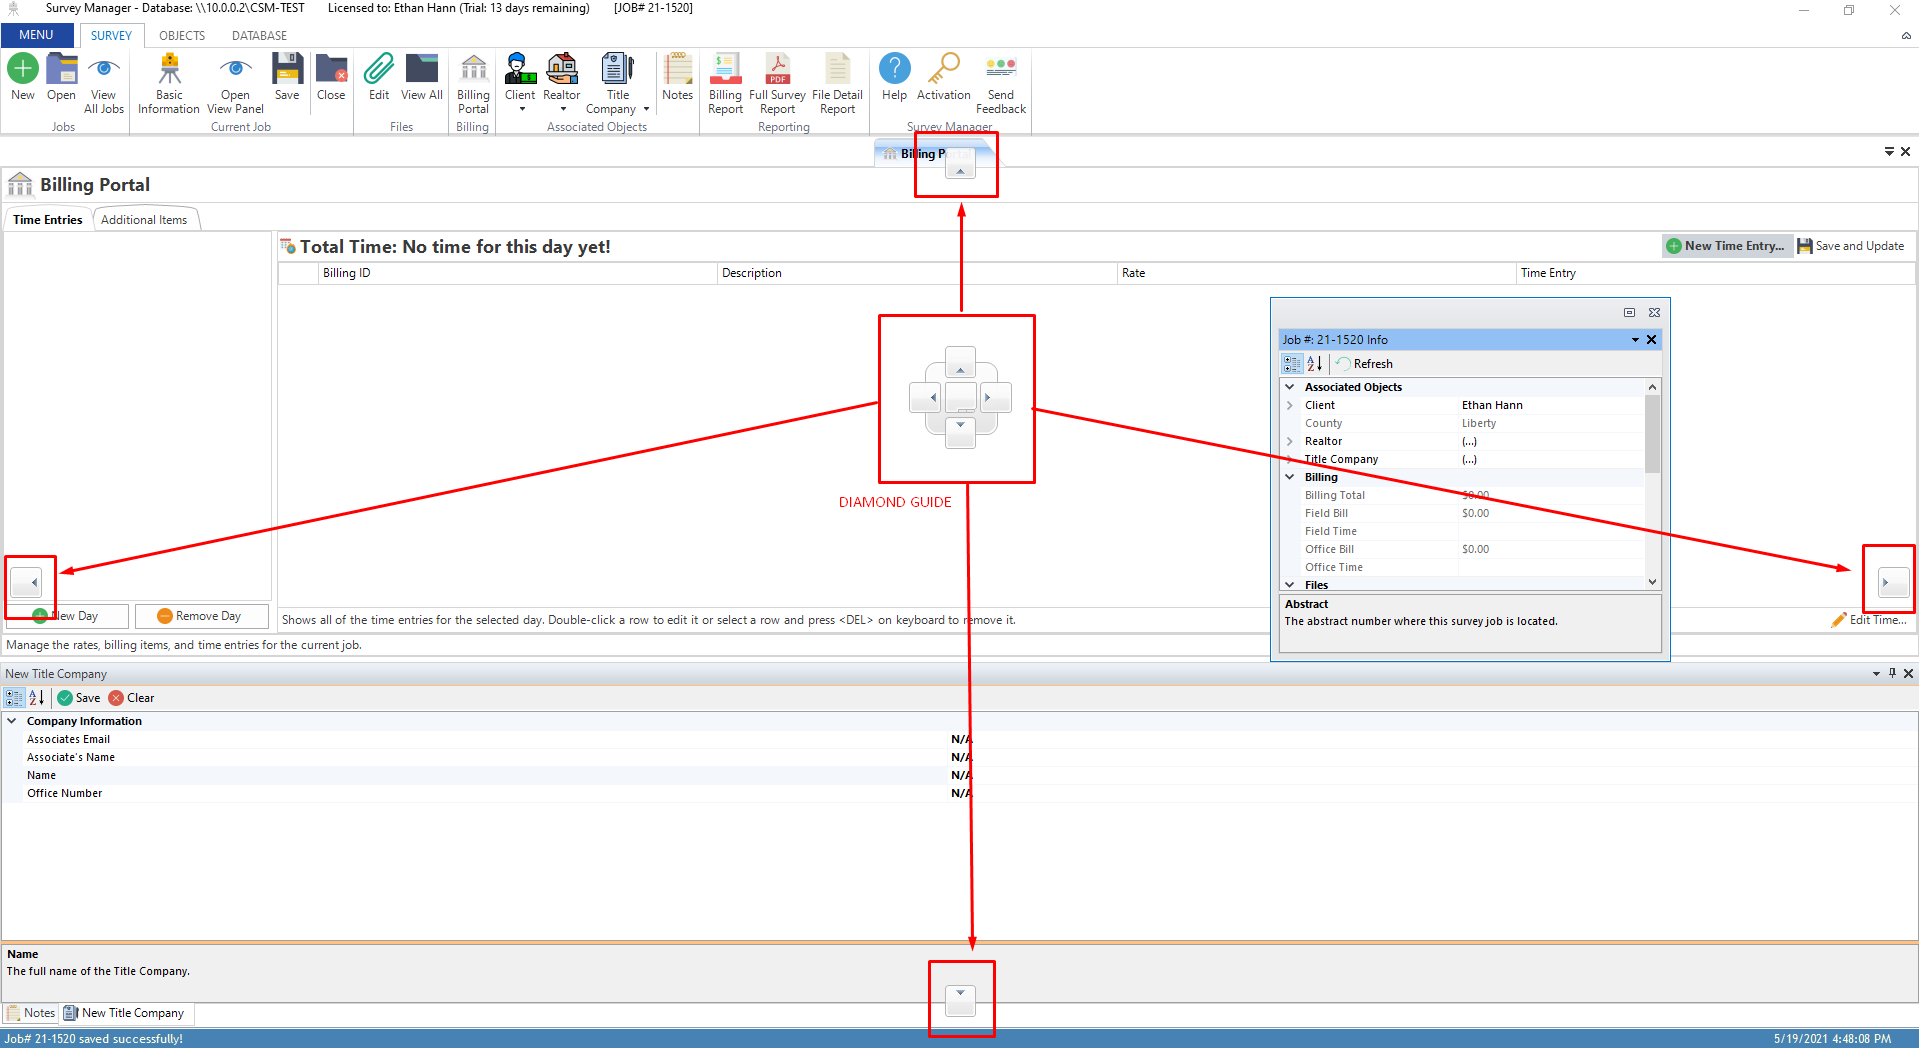 Survey Manager - Database: \\10.0.0.2\CSM-TEST Licensed to: Ethan Hann (Trial: 13 days remaining) [JOB# 21-1520]
MENU SURVEY OBJECTS DATABASE
New Open View All Jobs Basic Information Open View Panel Save Close Edit View All Billing Portal Client Realtor Title Company Notes Billing Report Full Survey Report File Detail Report Help Activation Send Feedback
PDF
Jobs Current Job Files Billing Associated Objects Reporting Survey Manager
Billing Portal
Billing Portal
Time Entries Additional Items
Total Time: No time for this day yet! New Time Entry... Save and Update
Billing ID Description Rate Time Entry
Job #: 21-1520 Info
Refresh
Associated Objects
Client Ethan Hann
County Liberty
Realtor (...)
Title Company (...)
Billing
Billing Total $0.00
Field Bill $0.00
Field Time
Office Bill $0.00
Office Time
Files
Abstract
The abstract number where this survey job is located.
DIAMOND GUIDE
New Day Remove Day
Shows all of the time entries for the selected day. Double-click a row to edit it or select a row and press <DEL> on keyboard to remove it. Edit Time...
Manage the rates, billing items, and time entries for the current job.
New Title Company
Save Clear
Company Information
Associates Email N/A
Associate's Name N/A
Name N/A
Office Number N/A
Name
The full name of the Title Company.
Notes New Title Company
Job# 21-1520 saved successfully! 5/19/2021 4:48:08 PM